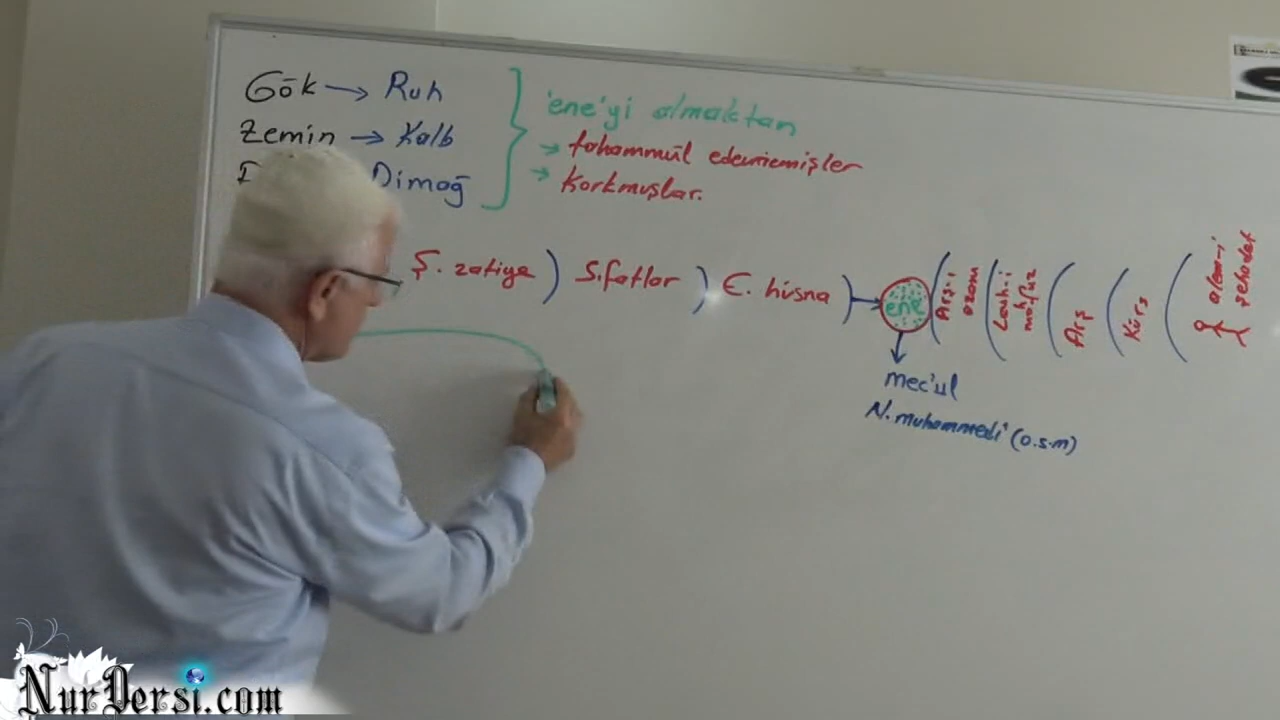 Gök → Ruh
Zemin → Kalb
Dimağ
'ene'yi almaktan
→ tahammül edememişler
→ Korkmuşlar.
Ş. zatiye ) Sıfatlar ) E. hüsna ) → ene ( Arş-ı azam ( Levh-i mahfuz ( Arş ( Kürs ( alem-i şehadet
mec'ul
N. muhammedi (a.s.m)
NurDersi.com